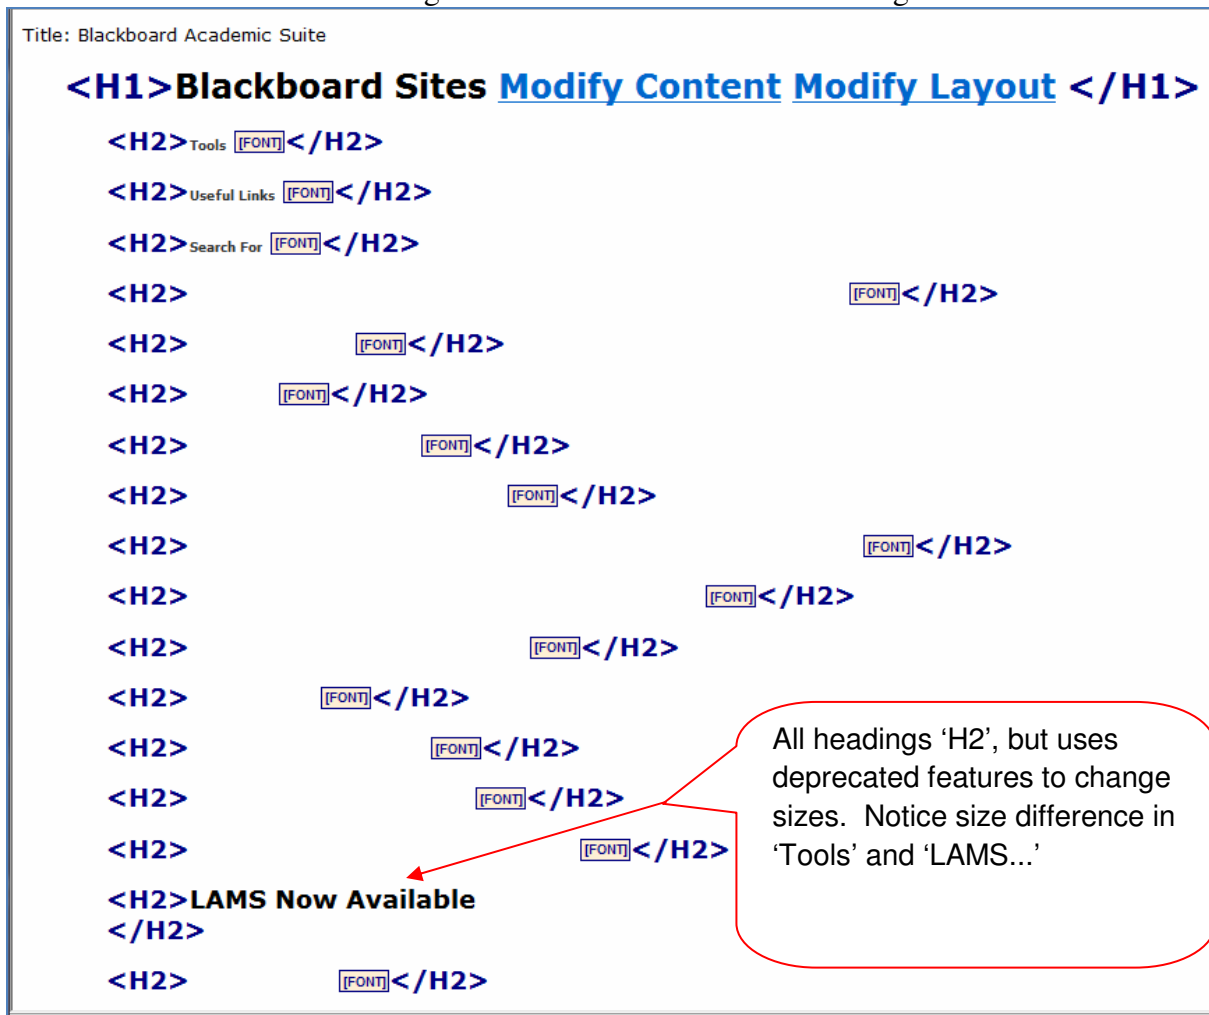 Title: Blackboard Academic Suite
<H1>Blackboard Sites Modify Content Modify Layout </H1>
<H2>Tools [FONT]</H2>
<H2>Useful Links [FONT]</H2>
<H2>Search For [FONT]</H2>
<H2> [FONT]</H2>
<H2> [FONT]</H2>
<H2> [FONT]</H2>
<H2> [FONT]</H2>
<H2> [FONT]</H2>
<H2> [FONT]</H2>
<H2> [FONT]</H2>
<H2> [FONT]</H2>
<H2> [FONT]</H2>
<H2> [FONT]</H2>
<H2> [FONT]</H2>
<H2> [FONT]</H2>
<H2>LAMS Now Available
</H2>
<H2> [FONT]</H2>
All headings ‘H2’, but uses
deprecated features to change
sizes.  Notice size difference in
‘Tools’ and ‘LAMS...’